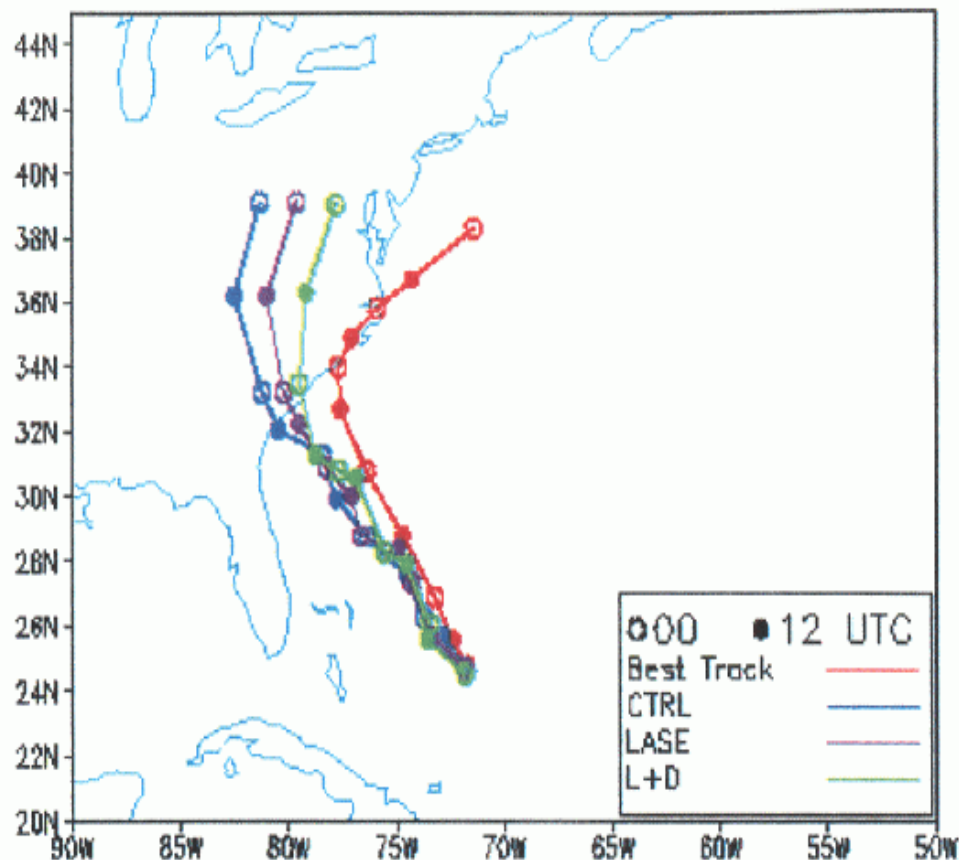 44N
42N
40N
38N
36N
34N
32N
30N
28N
26N
24N
22N
20N
00 12 UTC
Best Track
CTRL
LASE
L+D
90W 85W 80W 75W 70W 65W 60W 55W 50W